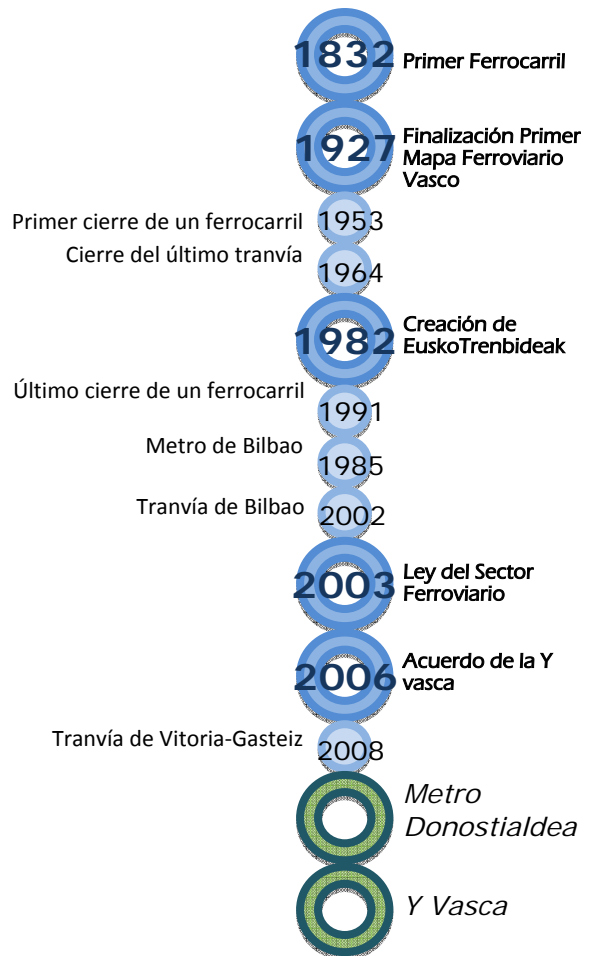 1832
Primer Ferrocarril
1927
Finalización Primer
Mapa Ferroviario
Vasco
Primer cierre de un ferrocarril
1953
Cierre del último tranvía
1964
1982
Creación de
EuskoTrenbideak
Último cierre de un ferrocarril
1991
Metro de Bilbao
1985
Tranvía de Bilbao
2002
2003
Ley del Sector
Ferroviario
2006
Acuerdo de la Y
vasca
Tranvía de Vitoria-Gasteiz
2008
Metro
Donostialdea
Y Vasca